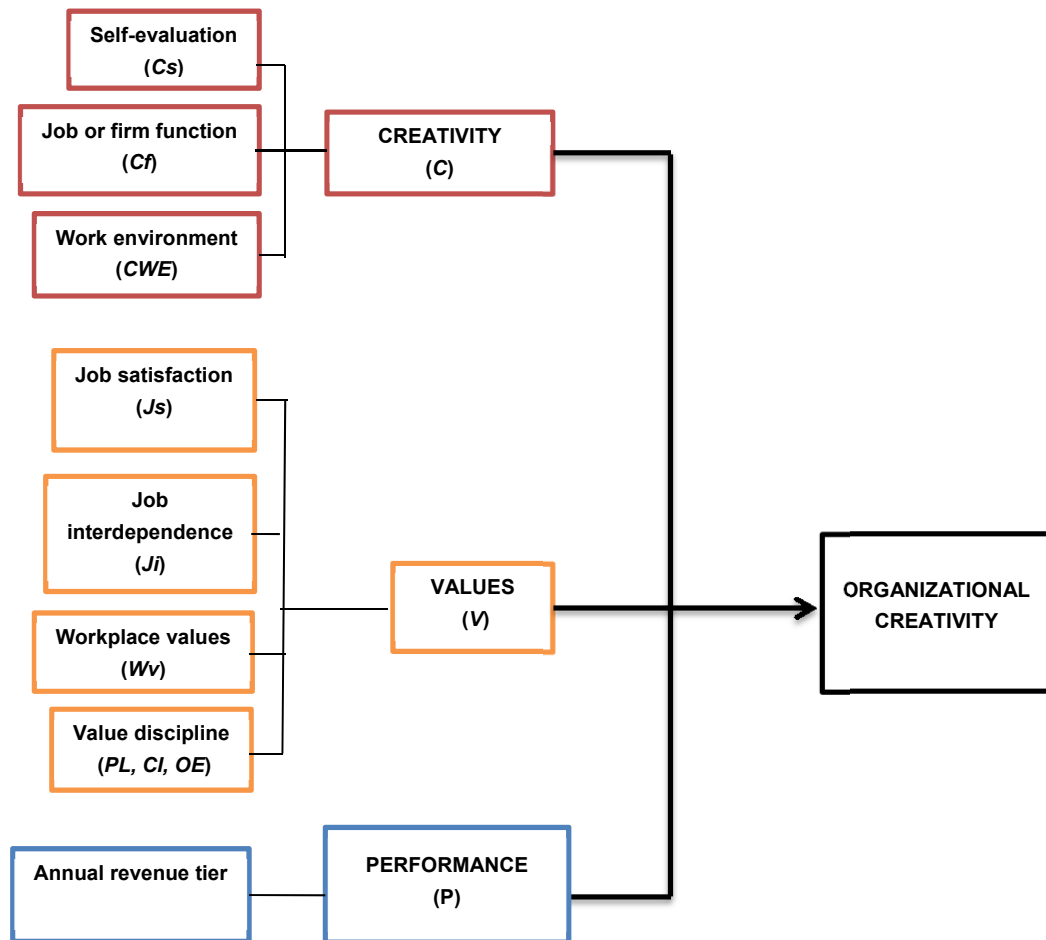 Self-evaluation
(Cs)
Job or firm function
(Cf)
Work environment
(CWE)
CREATIVITY
(C)
Job satisfaction
(Js)
Job
interdependence
(Ji)
Workplace values
(Wv)
Value discipline
(PL, CI, OE)
VALUES
(V)
Annual revenue tier
PERFORMANCE
(P)
ORGANIZATIONAL
CREATIVITY